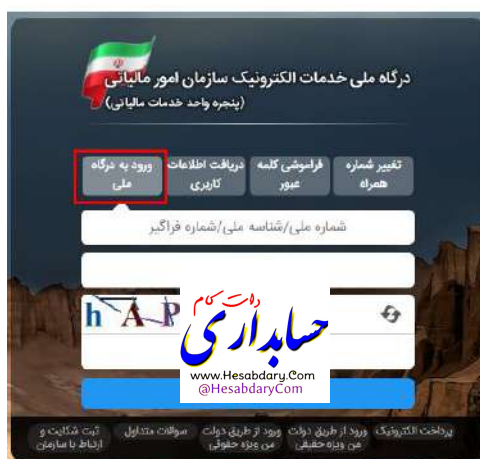 درگاه ملی خدمات الکترونیک سازمان امور مالیاتی
(پنجره واحد خدمات مالیاتی)
تغییر شماره همراه
فراموشی کلمه عبور
دریافت اطلاعات کاربری
ورود به درگاه ملی
شماره ملی/شناسه ملی/شماره فراگیر
h A P
حسابداری دات کام
www.Hesabdary.Com
@HesabdaryCom
پرداخت الکترونیک
ورود از طریق دولت من ویژه حقیقی
ورود از طریق دولت من ویژه حقوقی
سوالات متداول
ثبت شکایت و ارتباط با سازمان